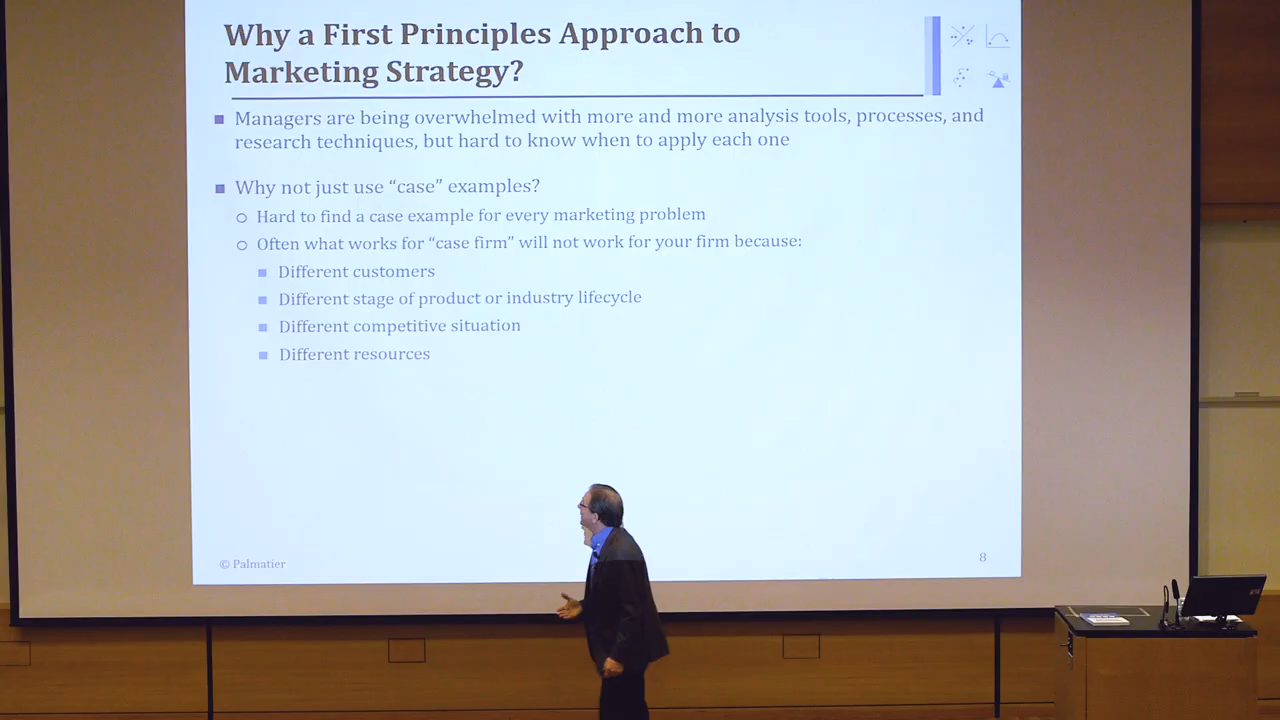 Why a First Principles Approach to
Marketing Strategy?
Managers are being overwhelmed with more and more analysis tools, processes, and
research techniques, but hard to know when to apply each one
Why not just use “case” examples?
Hard to find a case example for every marketing problem
Often what works for “case firm” will not work for your firm because:
Different customers
Different stage of product or industry lifecycle
Different competitive situation
Different resources
© Palmatier
8